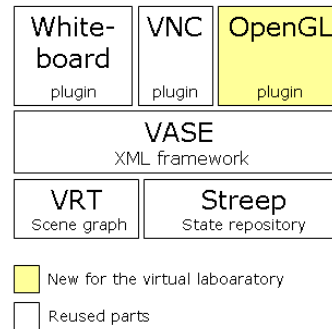 White-
board
plugin
VNC
plugin
OpenGL
plugin
VASE
XML framework
VRT
Scene graph
Streep
State repository
New for the virtual laboaratory
Reused parts